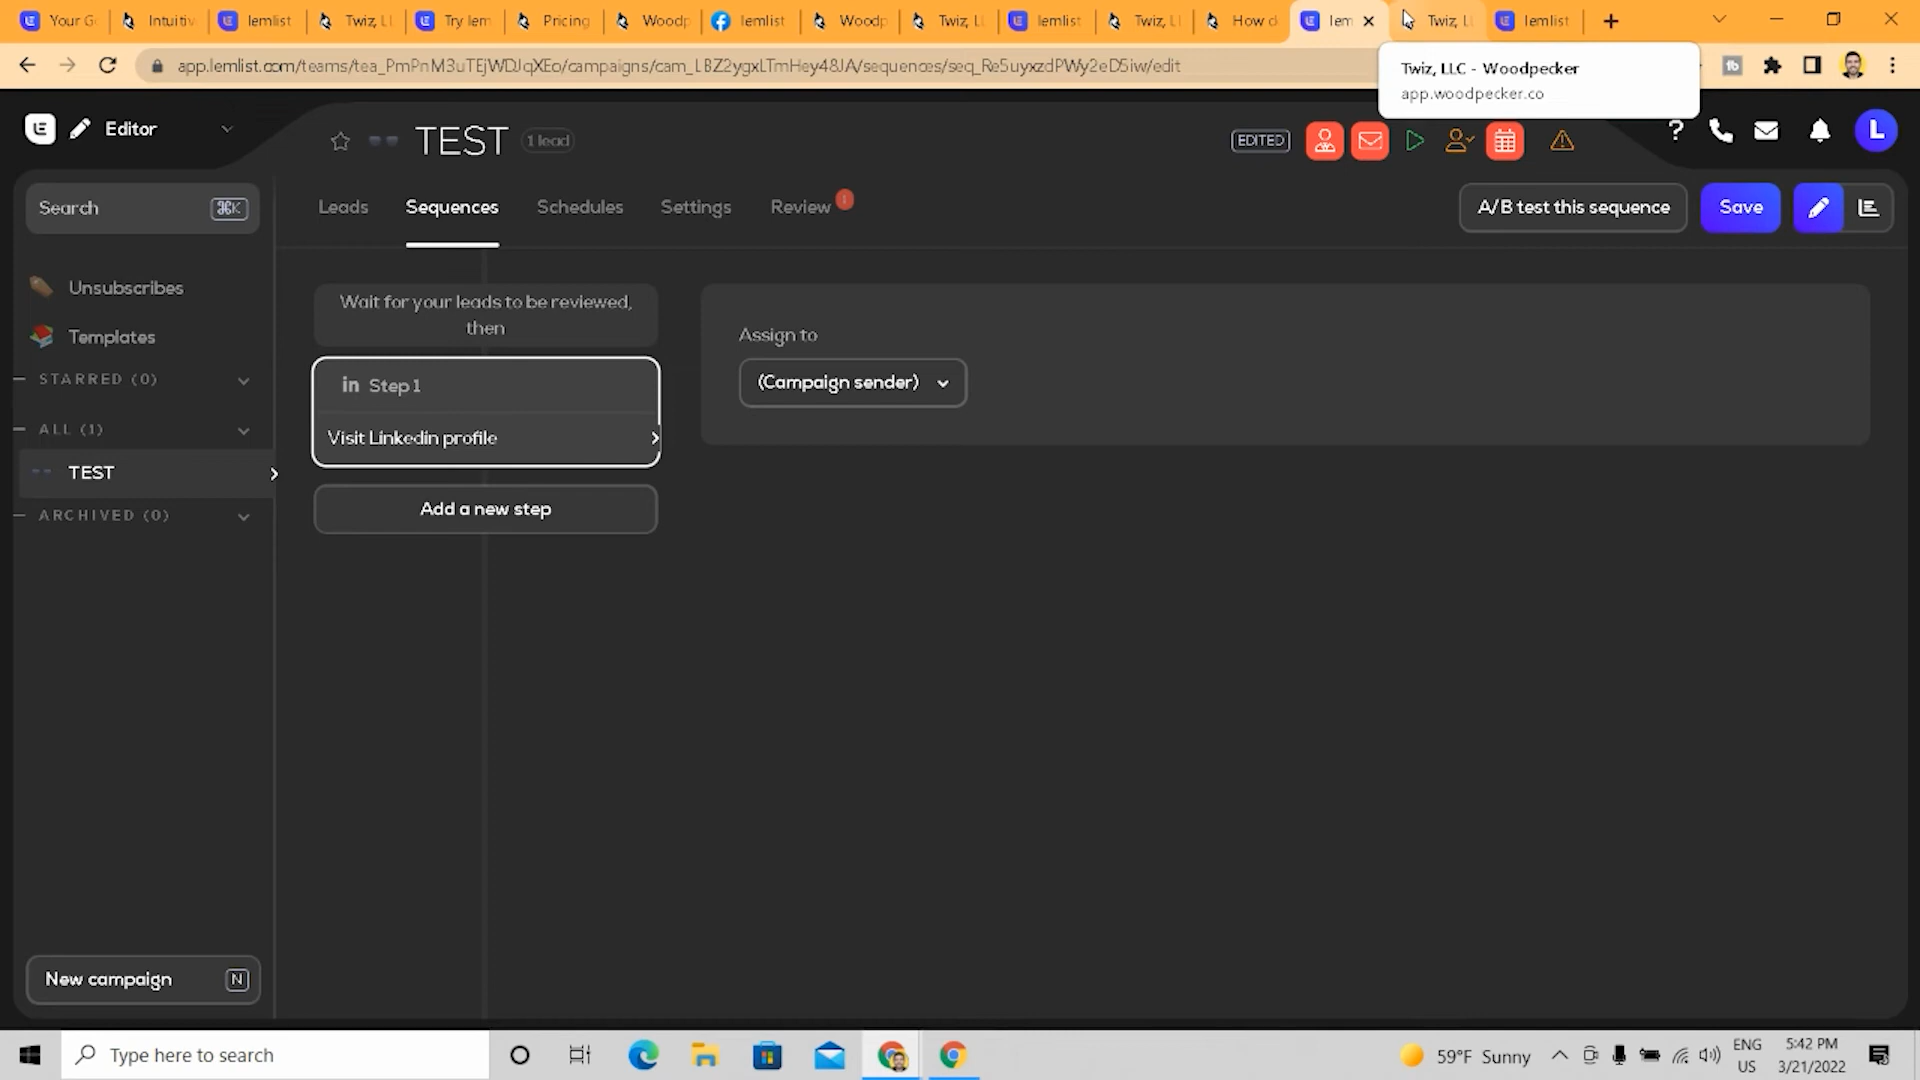 Your G
Intuitiv
lemlist
Twiz, L
Try lem
Pricing
Woodp
lemlist
Woodp
Twiz, L
lemlist
Twiz, L
How d
lem
Twiz, L
lemlist
app.lemlist.com/teams/tea_PmPnM3uTEjWDJqXEo/campaigns/cam_LBZ2ygxLTmHey48JA/sequences/seq_Re5uyxzdPWy2eD5iw/edit
Twiz, LLC - Woodpecker
app.woodpecker.co
Editor
TEST
1 lead
EDITED
?
L
Search
⌘K
Leads
Sequences
Schedules
Settings
Review
!
A/B test this sequence
Save
Unsubscribes
Templates
STARRED (0)
ALL (1)
TEST
ARCHIVED (0)
Wait for your leads to be reviewed,
then
in Step 1
Visit Linkedin profile
Add a new step
Assign to
(Campaign sender)
New campaign
N
Type here to search
59°F Sunny
ENG
US
5:42 PM
3/21/2022